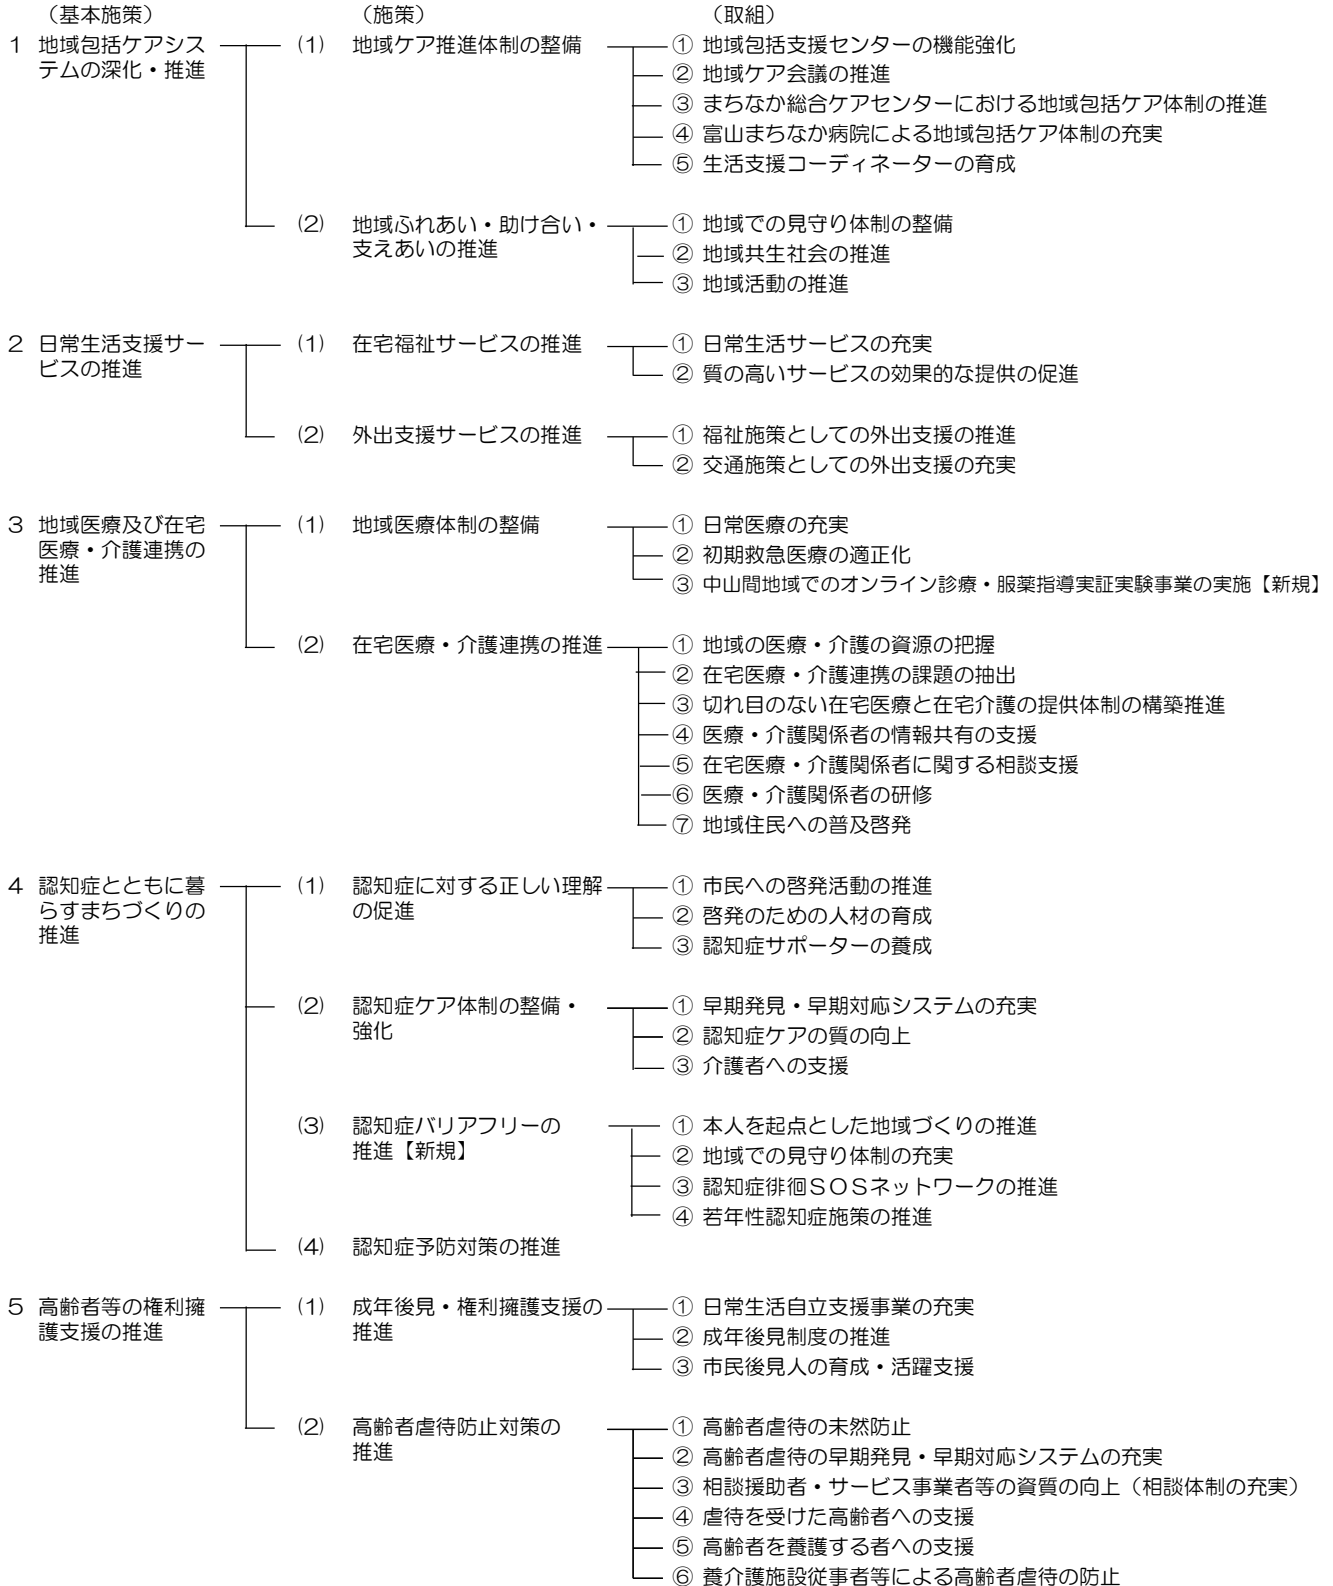 （基本施策）　（施策）　（取組）
1 地域包括ケアシス　(1) 地域ケア推進体制の整備　① 地域包括支援センターの機能強化
テムの深化・推進　② 地域ケア会議の推進
③ まちなか総合ケアセンターにおける地域包括ケア体制の推進
④ 富山まちなか病院による地域包括ケア体制の充実
⑤ 生活支援コーディネーターの育成
(2) 地域ふれあい・助け合い・　① 地域での見守り体制の整備
支えあいの推進　② 地域共生社会の推進
③ 地域活動の推進
2 日常生活支援サー　(1) 在宅福祉サービスの推進　① 日常生活サービスの充実
ビスの推進　② 質の高いサービスの効果的な提供の促進
(2) 外出支援サービスの推進　① 福祉施策としての外出支援の推進
② 交通施策としての外出支援の充実
3 地域医療及び在宅　(1) 地域医療体制の整備　① 日常医療の充実
医療・介護連携の　② 初期救急医療の適正化
推進　③ 中山間地域でのオンライン診療・服薬指導実証実験事業の実施【新規】
(2) 在宅医療・介護連携の推進　① 地域の医療・介護の資源の把握
② 在宅医療・介護連携の課題の抽出
③ 切れ目のない在宅医療と在宅介護の提供体制の構築推進
④ 医療・介護関係者の情報共有の支援
⑤ 在宅医療・介護関係者に関する相談支援
⑥ 医療・介護関係者の研修
⑦ 地域住民への普及啓発
4 認知症とともに暮　(1) 認知症に対する正しい理解　① 市民への啓発活動の推進
らすまちづくりの　の促進　② 啓発のための人材の育成
推進　③ 認知症サポーターの養成
(2) 認知症ケア体制の整備・　① 早期発見・早期対応システムの充実
強化　② 認知症ケアの質の向上
③ 介護者への支援
(3) 認知症バリアフリーの　① 本人を起点とした地域づくりの推進
推進【新規】　② 地域での見守り体制の充実
③ 認知症徘徊ＳＯＳネットワークの推進
④ 若年性認知症施策の推進
(4) 認知症予防対策の推進
5 高齢者等の権利擁　(1) 成年後見・権利擁護支援の　① 日常生活自立支援事業の充実
護支援の推進　推進　② 成年後見制度の推進
③ 市民後見人の育成・活躍支援
(2) 高齢者虐待防止対策の　① 高齢者虐待の未然防止
推進　② 高齢者虐待の早期発見・早期対応システムの充実
③ 相談援助者・サービス事業者等の資質の向上（相談体制の充実）
④ 虐待を受けた高齢者への支援
⑤ 高齢者を養護する者への支援
⑥ 養介護施設従事者等による高齢者虐待の防止